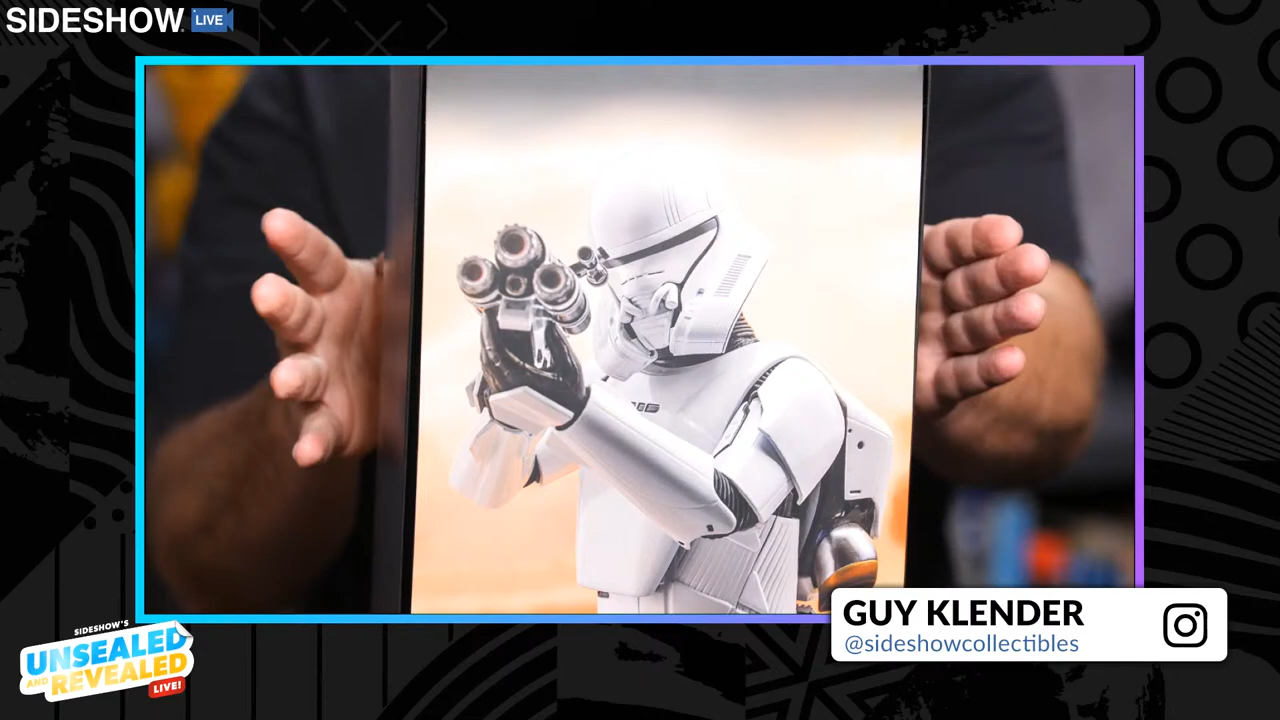 SIDESHOW LIVE
GUY KLENDER
@sideshowcollectibles
SIDESHOW'S
UNSEALED
AND REVEALED
LIVE!